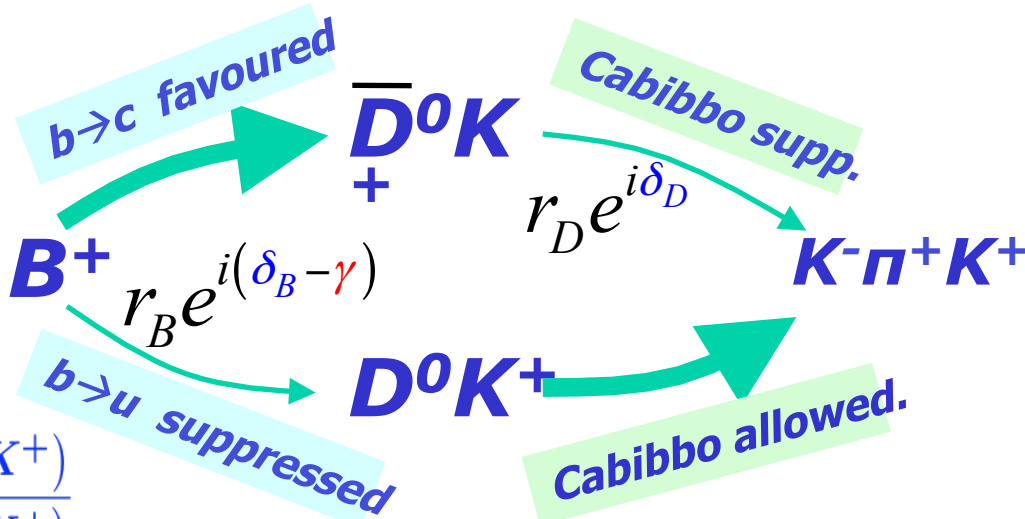 b→c favoured
D̅⁰K
+
Cabibbo supp.
r_D e^{iδ_D}
B⁺
r_B e^{i(δ_B−γ)}
K⁻π⁺K⁺
b→u suppressed
D⁰K⁺
Cabibbo allowed.
K⁺)